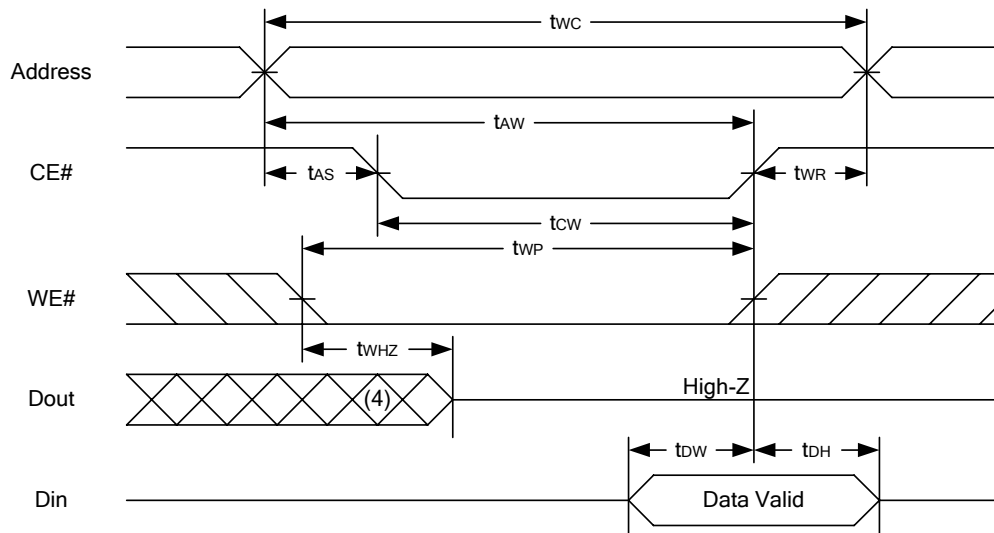 tWC
Address
tAW
CE#
tAS
tWR
tCW
tWP
WE#
tWHZ
Dout
(4)
High-Z
tDW
tDH
Din
Data Valid